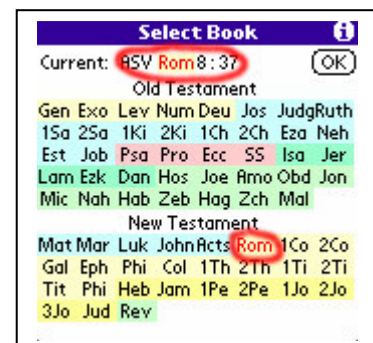 Select Book i
Current: ASV Rom 8 : 37 OK
Old Testament
Gen Exo Lev Num Deu Jos Judg Ruth
1Sa 2Sa 1Ki 2Ki 1Ch 2Ch Eza Neh
Est Job Psa Pro Ecc SS Isa Jer
Lam Ezk Dan Hos Joe Amo Obd Jon
Mic Nah Hab Zeb Hag Zch Mal
New Testament
Mat Mar Luk John Acts Rom 1Co 2Co
Gal Eph Phi Col 1Th 2Th 1Ti 2Ti
Tit Phi Heb Jam 1Pe 2Pe 1Jo 2Jo
3Jo Jud Rev